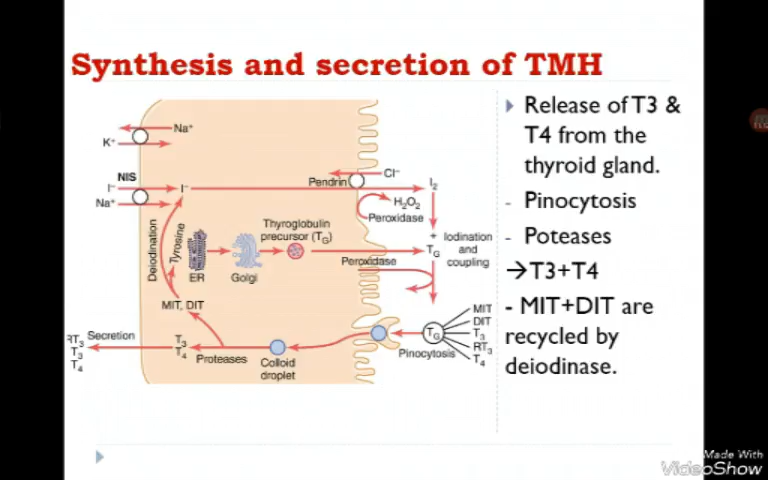 Synthesis and secretion of TMH
Na⁺
K⁺
NIS
I⁻
I⁻
Na⁺
Pendrin
Cl⁻
I₂
H₂O₂
Peroxidase
Deiodination
Tyrosine
ER
Golgi
Thyroglobulin
precursor (TG)
+
TG
Iodination
and
coupling
Peroxidase
MIT, DIT
Secretion
RT₃
T₃
T₄
T₃
T₄
Proteases
Colloid
droplet
Pinocytosis
TG
MIT
DIT
T₃
RT₃
T₄
Release of T3 &
T4 from the
thyroid gland.
- Pinocytosis
- Poteases
→T3+T4
- MIT+DIT are
recycled by
deiodinase.
Made With
VideoShow